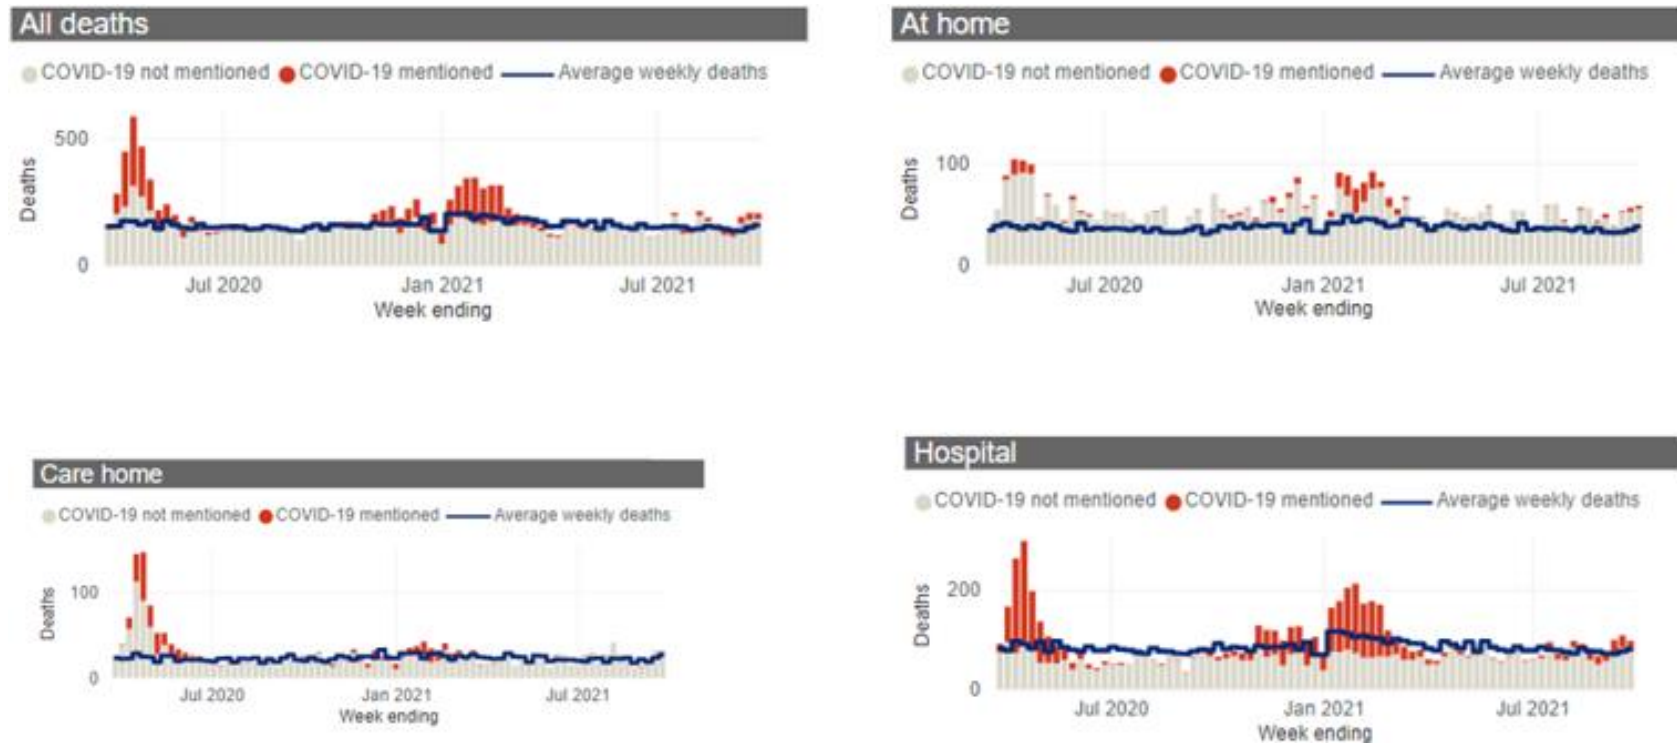 All deaths
COVID-19 not mentioned COVID-19 mentioned Average weekly deaths
500
Deaths
0
Jul 2020 Jan 2021 Jul 2021
Week ending
At home
COVID-19 not mentioned COVID-19 mentioned Average weekly deaths
100
Deaths
0
Jul 2020 Jan 2021 Jul 2021
Week ending
Care home
COVID-19 not mentioned COVID-19 mentioned Average weekly deaths
100
Deaths
0
Jul 2020 Jan 2021 Jul 2021
Week ending
Hospital
COVID-19 not mentioned COVID-19 mentioned Average weekly deaths
200
Deaths
0
Jul 2020 Jan 2021 Jul 2021
Week ending